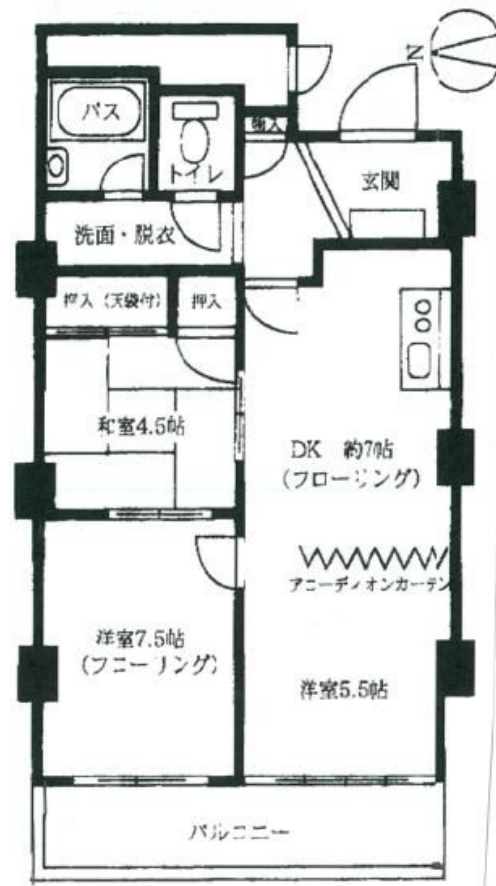 N
バス
トイレ
物入
玄関
洗面・脱衣
押入（天袋付）
押入
和室4.5帖
DK 約7帖
（フローリング）
アコーディオンカーテン
洋室7.5帖
（フローリング）
洋室5.5帖
バルコニー